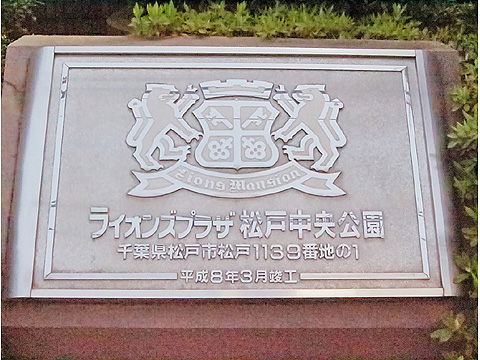 Lions Mansion
ライオンズプラザ 松戸中央公園
千葉県松戸市松戸1139番地の1
平成8年3月竣工